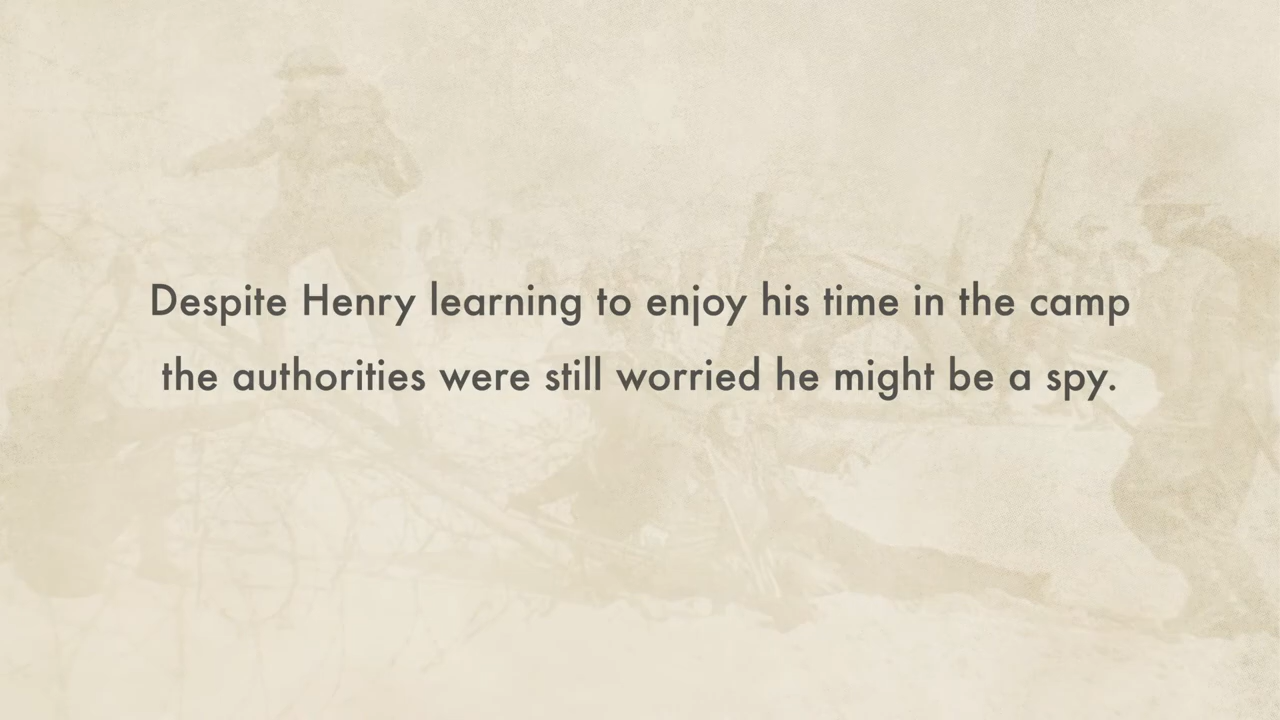 Despite Henry learning to enjoy his time in the camp
the authorities were still worried he might be a spy.